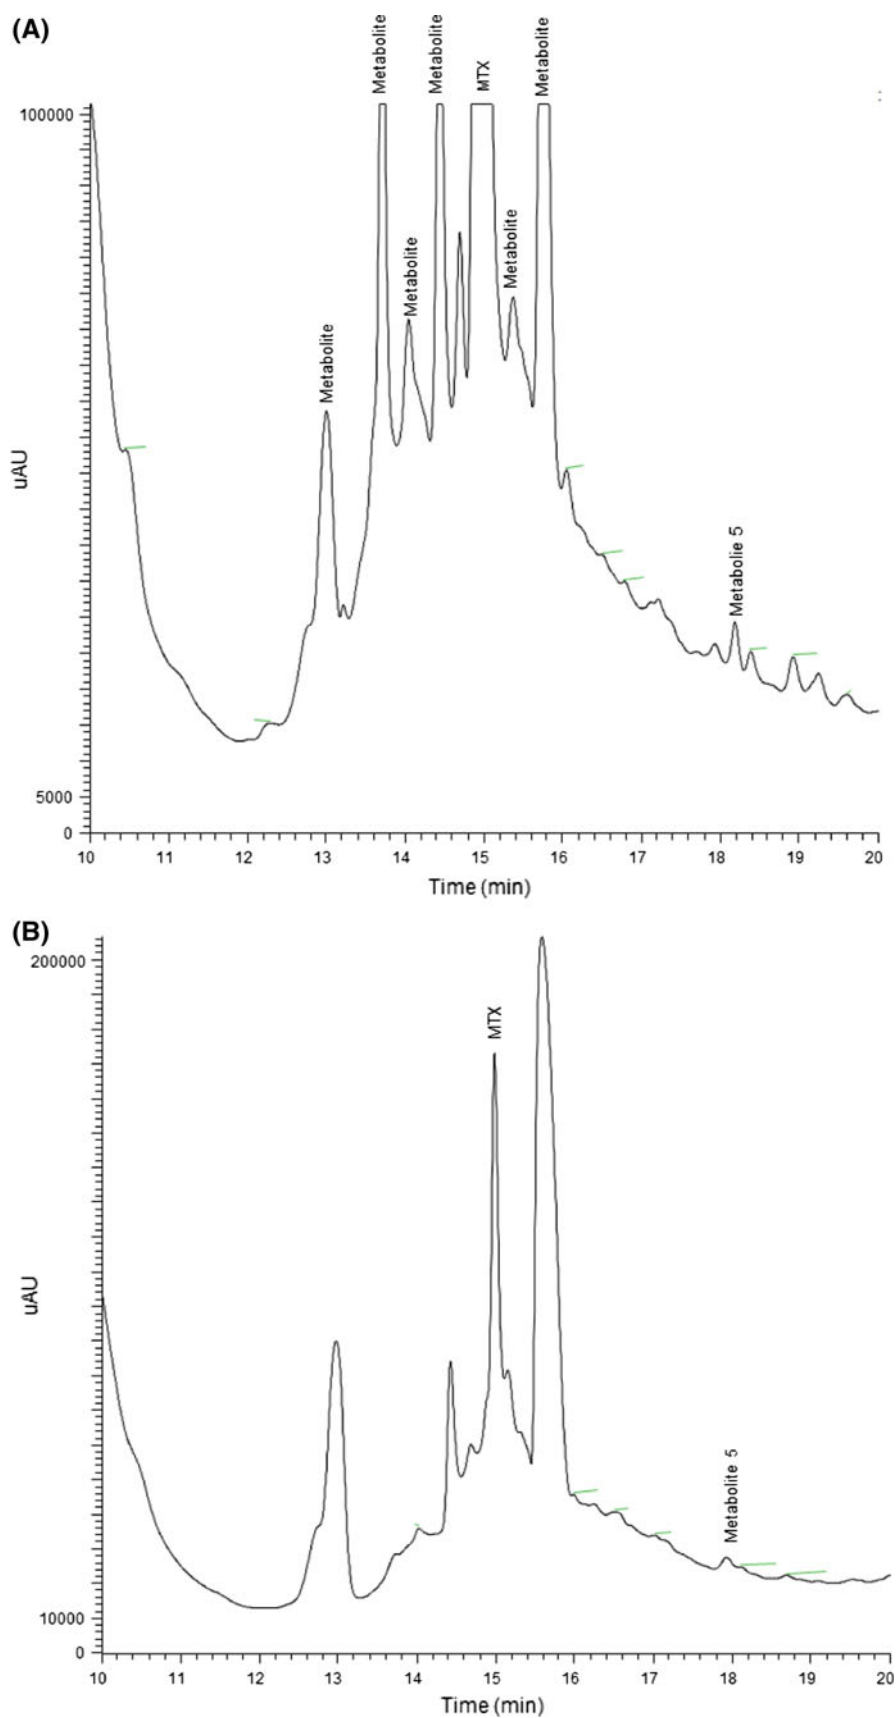 (A)
Metabolite
Metabolite
MTX
Metabolite
Metabolite
Metabolite
Metabolite
Metabolie 5
100000
5000
0
uAU
10 11 12 13 14 15 16 17 18 19 20
Time (min)
(B)
200000
MTX
Metabolite 5
10000
0
uAU
10 11 12 13 14 15 16 17 18 19 20
Time (min)